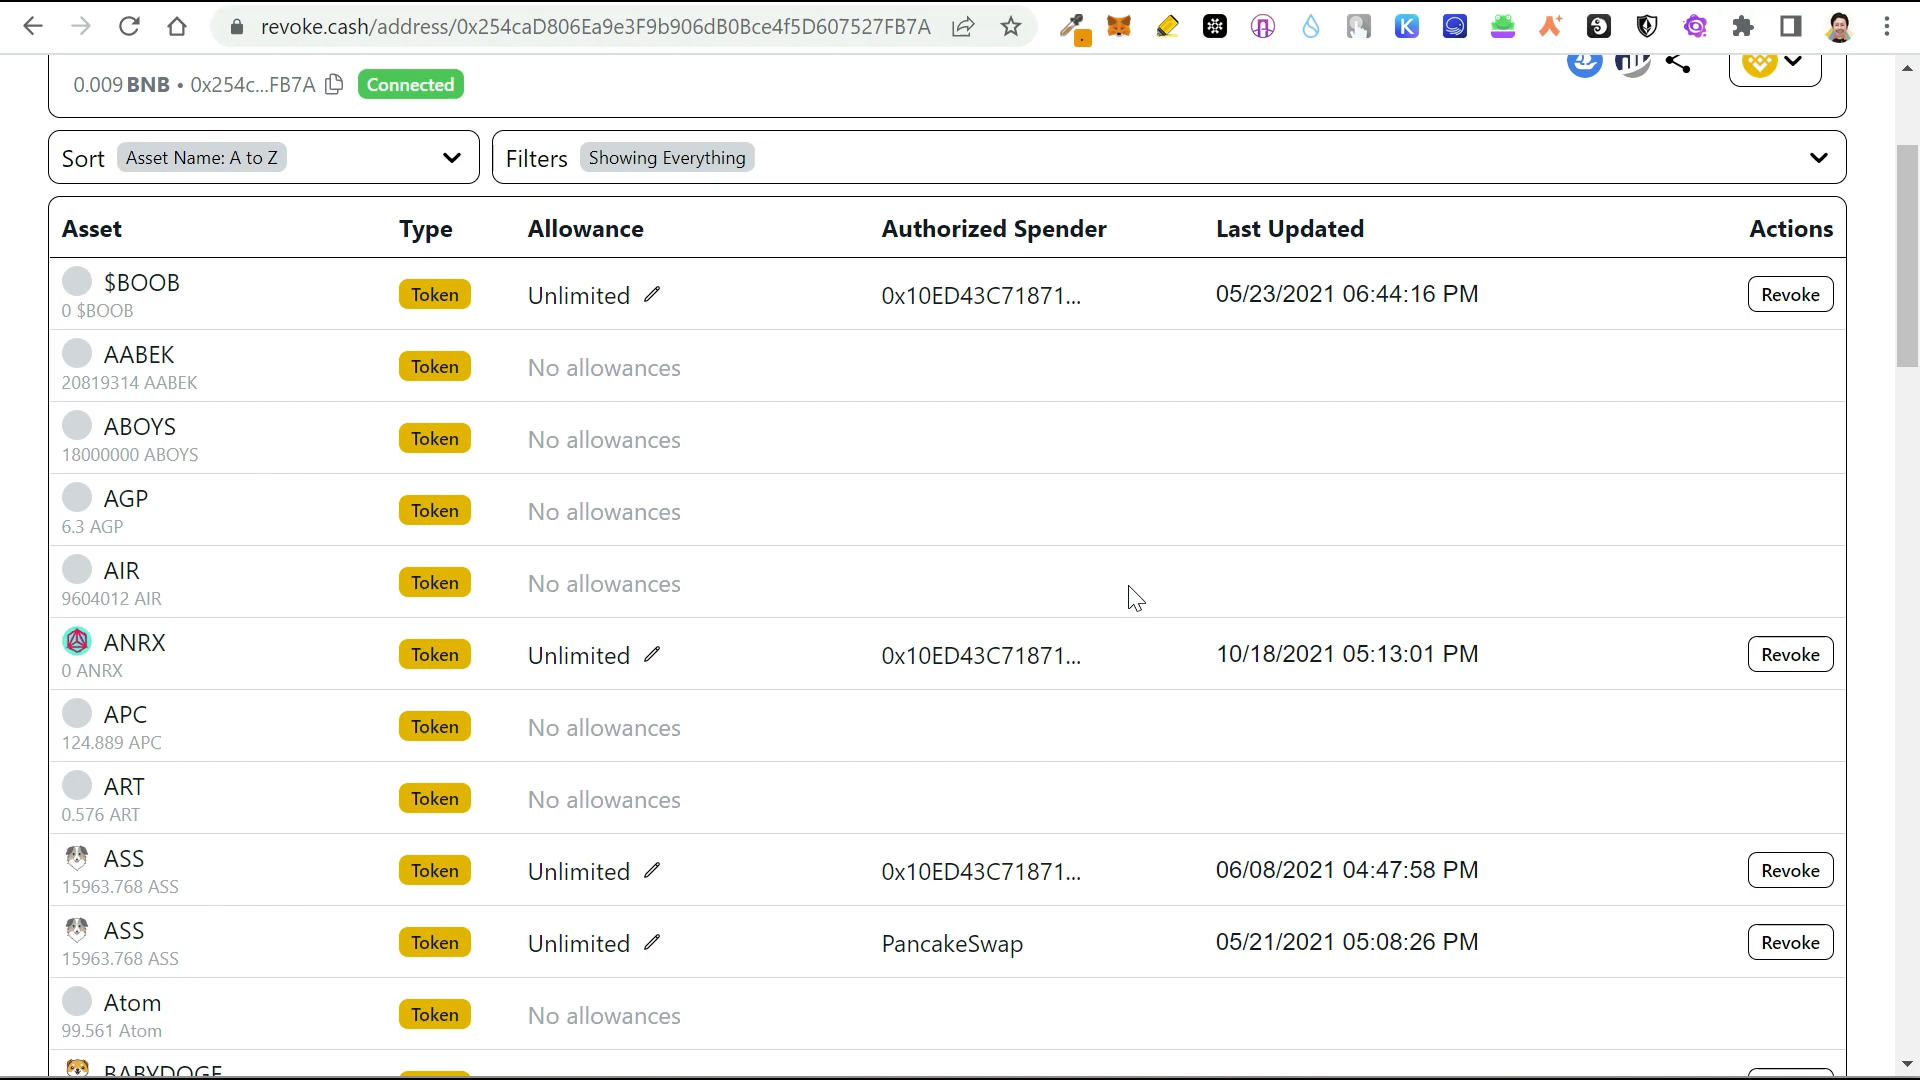 revoke.cash/address/0x254caD806Ea9e3F9b906dB0Bce4f5D607527FB7A
0.009 BNB • 0x254c...FB7A Connected
Sort Asset Name: A to Z Filters Showing Everything
Asset Type Allowance Authorized Spender Last Updated Actions
$BOOB Token Unlimited 0x10ED43C71871... 05/23/2021 06:44:16 PM Revoke
0 $BOOB
AABEK Token No allowances
20819314 AABEK
ABOYS Token No allowances
18000000 ABOYS
AGP Token No allowances
6.3 AGP
AIR Token No allowances
9604012 AIR
ANRX Token Unlimited 0x10ED43C71871... 10/18/2021 05:13:01 PM Revoke
0 ANRX
APC Token No allowances
124.889 APC
ART Token No allowances
0.576 ART
ASS Token Unlimited 0x10ED43C71871... 06/08/2021 04:47:58 PM Revoke
15963.768 ASS
ASS Token Unlimited PancakeSwap 05/21/2021 05:08:26 PM Revoke
15963.768 ASS
Atom Token No allowances
99.561 Atom
BABYDOGE